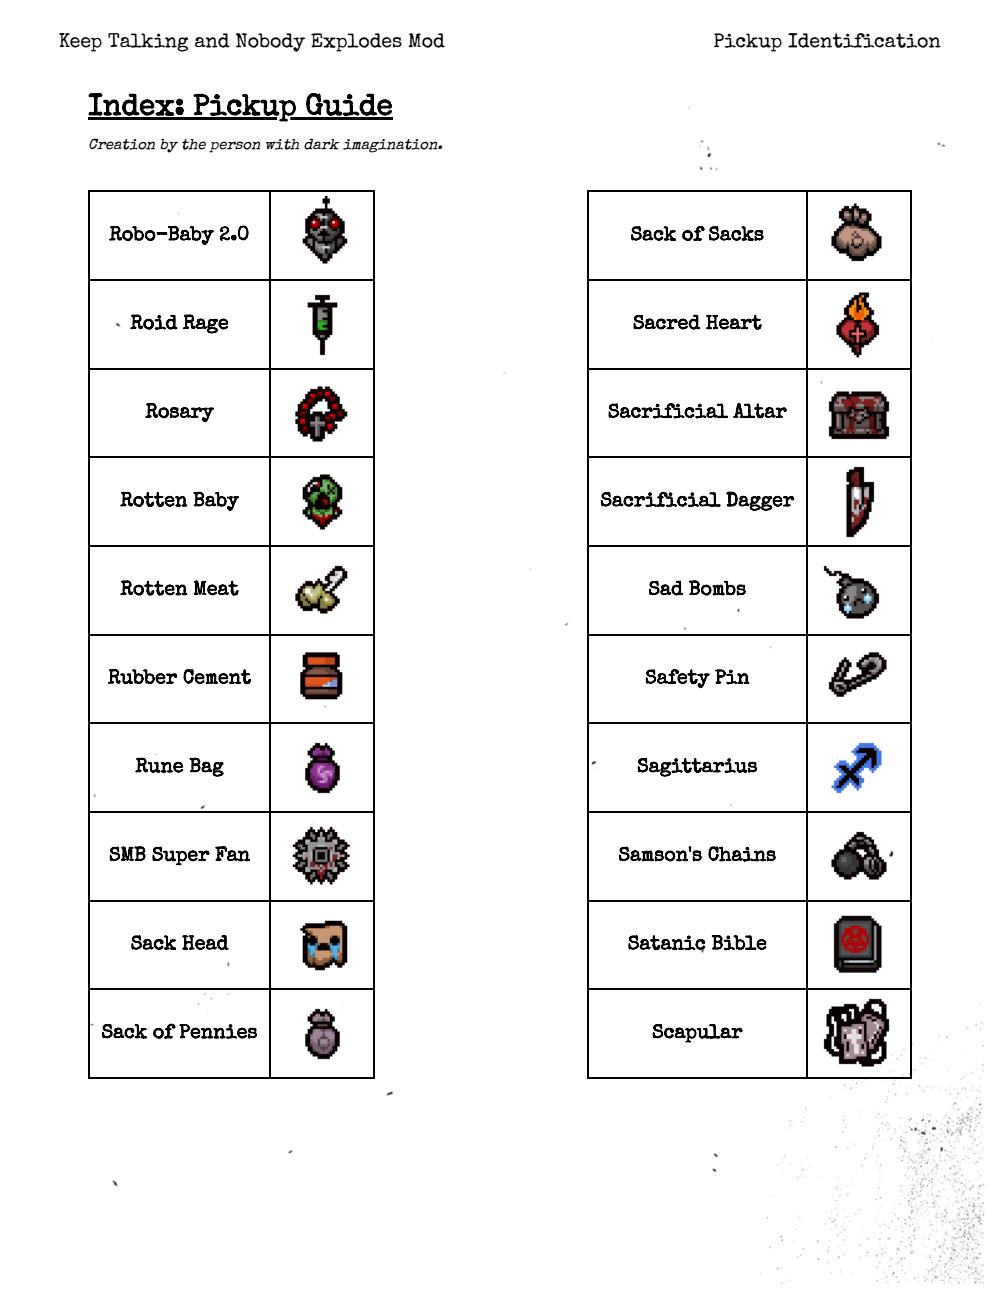 Keep Talking and Nobody Explodes Mod
Pickup Identification
Index: Pickup Guide
Creation by the person with dark imagination.
Robo-Baby 2.0
Roid Rage
Rosary
Rotten Baby
Rotten Meat
Rubber Cement
Rune Bag
SMB Super Fan
Sack Head
Sack of Pennies
Sack of Sacks
Sacred Heart
Sacrificial Altar
Sacrificial Dagger
Sad Bombs
Safety Pin
Sagittarius
Samson's Chains
Satanic Bible
Scapular